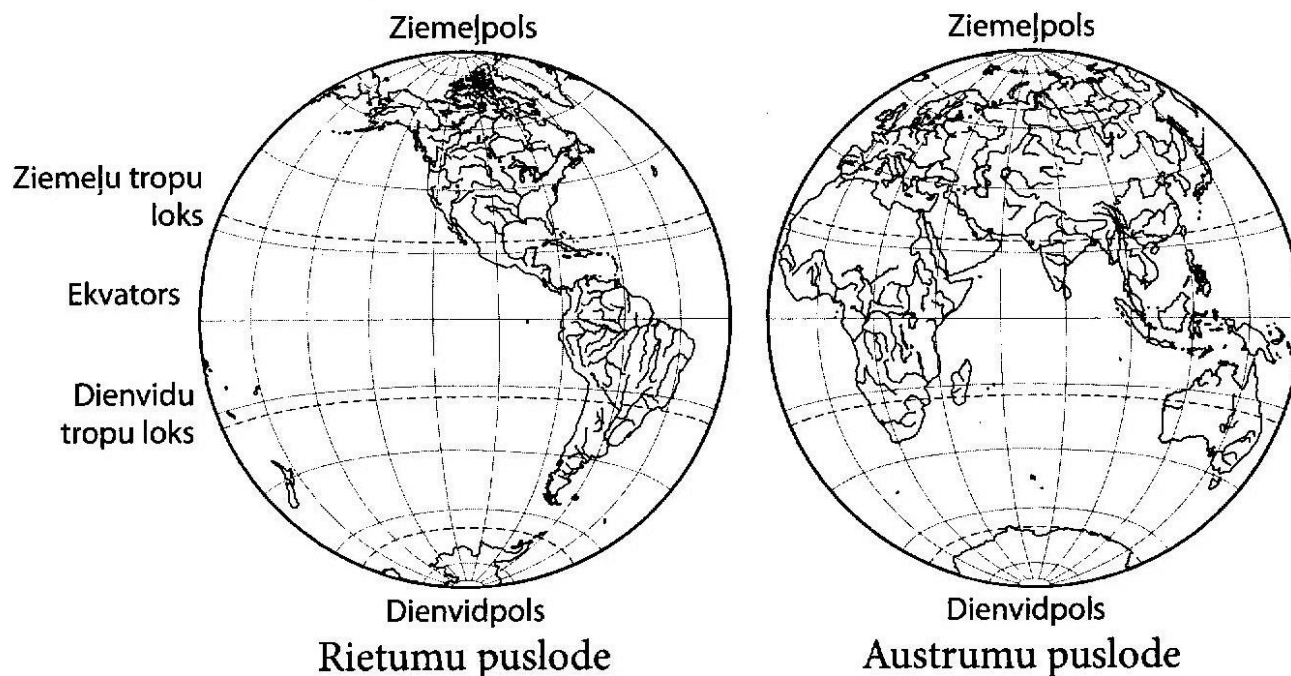 Ziemeļpols
Ziemeļpols
Ziemeļu tropu
loks
Ekvators
Dienvidu
tropu loks
Dienvidpols
Dienvidpols
Rietumu puslode
Austrumu puslode